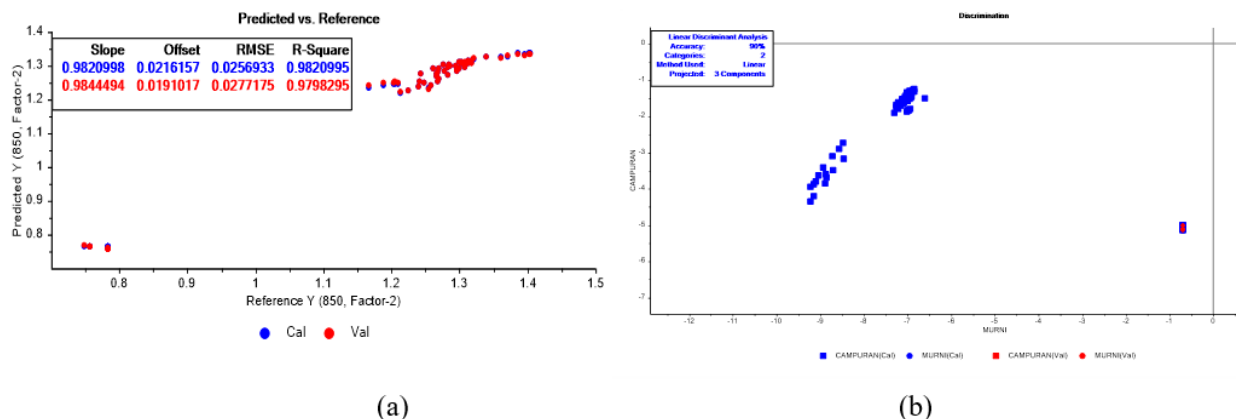 Predicted vs. Reference
Slope Offset RMSE R-Square
0.9820998 0.0216157 0.0256933 0.9820995
0.9844494 0.0191017 0.0277175 0.9798295
Predicted Y (850, Factor-2)
1.4
1.3
1.2
1.1
1
0.9
0.8
0.8 0.9 1 1.1 1.2 1.3 1.4 1.5
Reference Y (850, Factor-2)
Cal Val
(a)
Discrimination
Linear Discriminant Analysis
Accuracy: 90%
Categories: 2
Method Used: Linear
Projected: 3 Components
CAMPURAN
0
-1
-2
-3
-4
-5
-6
-7
-12 -11 -10 -9 -8 -7 -6 -5 -4 -3 -2 -1 0
MURNI
CAMPURAN(Cal) MURNI(Cal) CAMPURAN(Val) MURNI(Val)
(b)